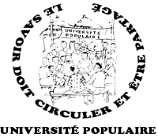 LE SAVOIR DOIT CIRCULER ET ÊTRE PARTAGÉ
UNIVERSITÉ
POPULAIRE
UNIVERSITÉ POPULAIRE